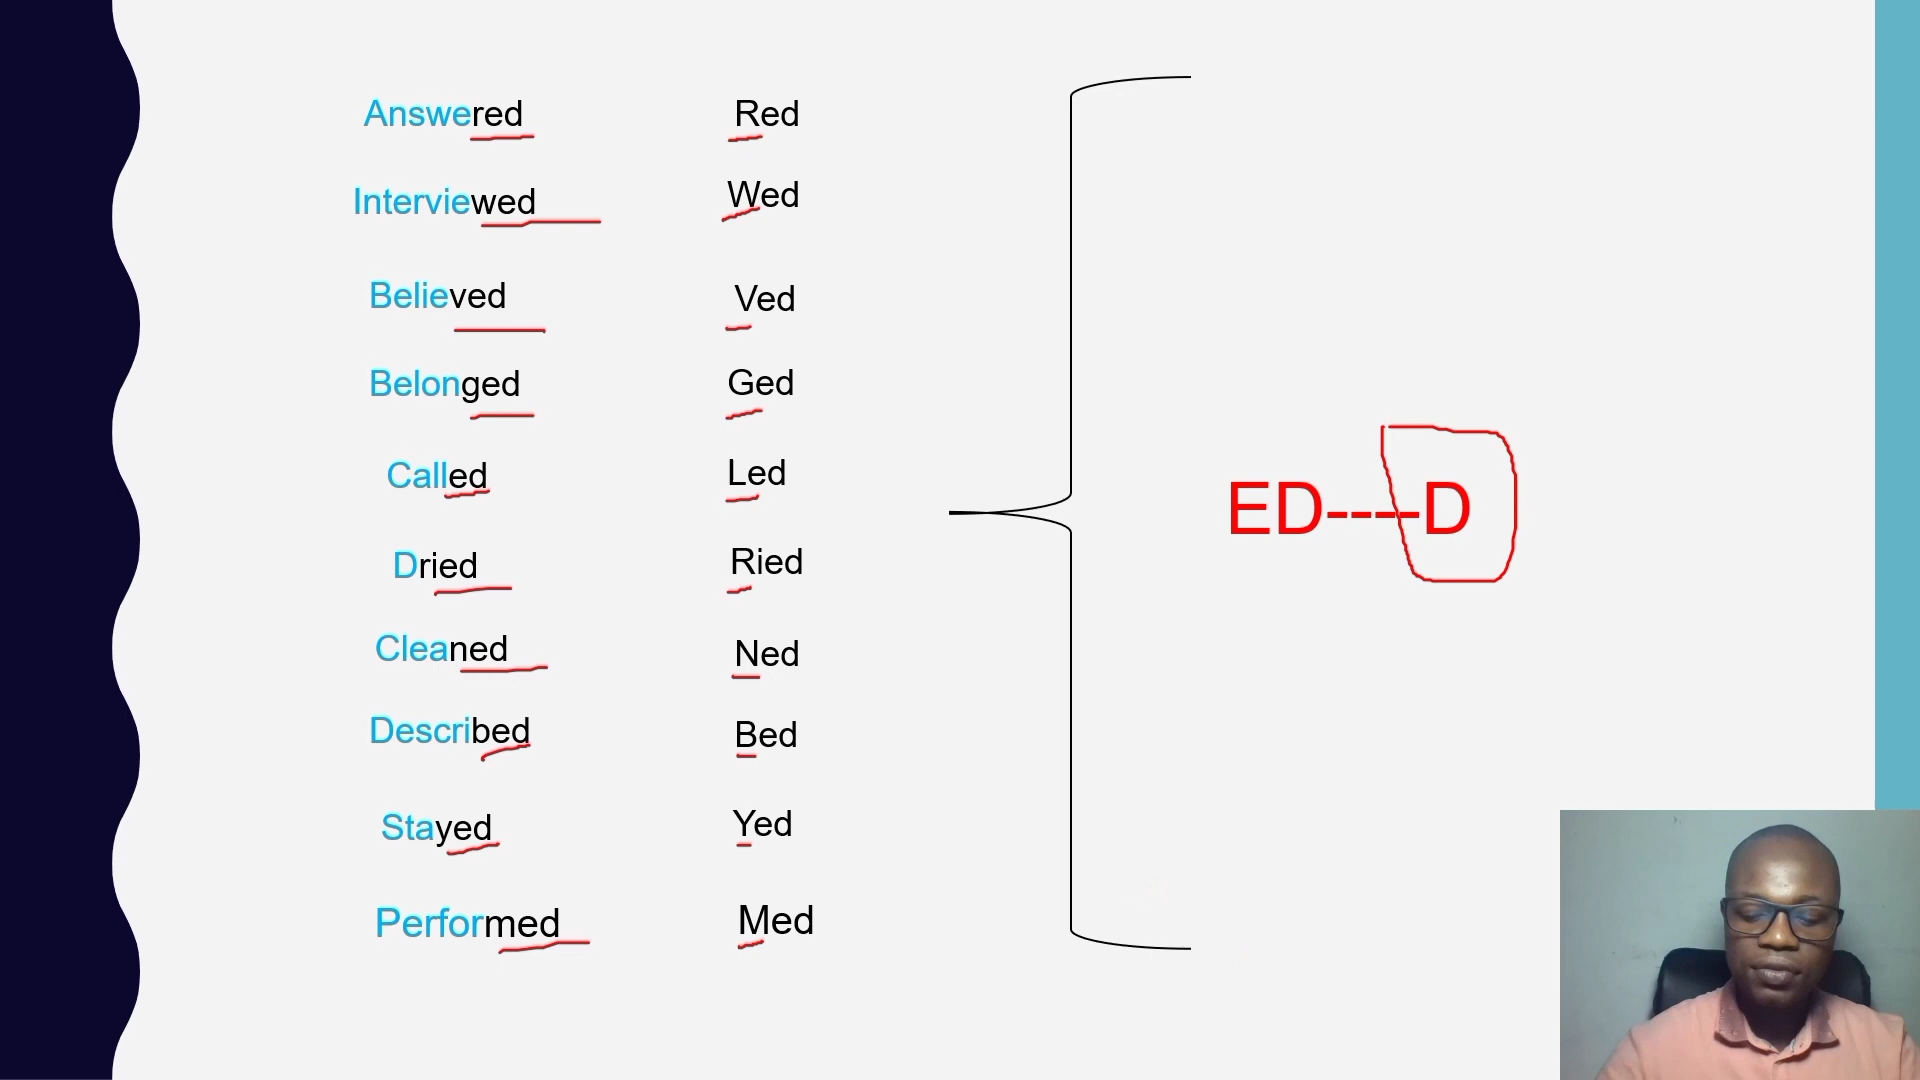 Answered Red
Interviewed Wed
Believed Ved
Belonged Ged
Called Led
ED----D
Dried Ried
Cleaned Ned
Described Bed
Stayed Yed
Performed Med